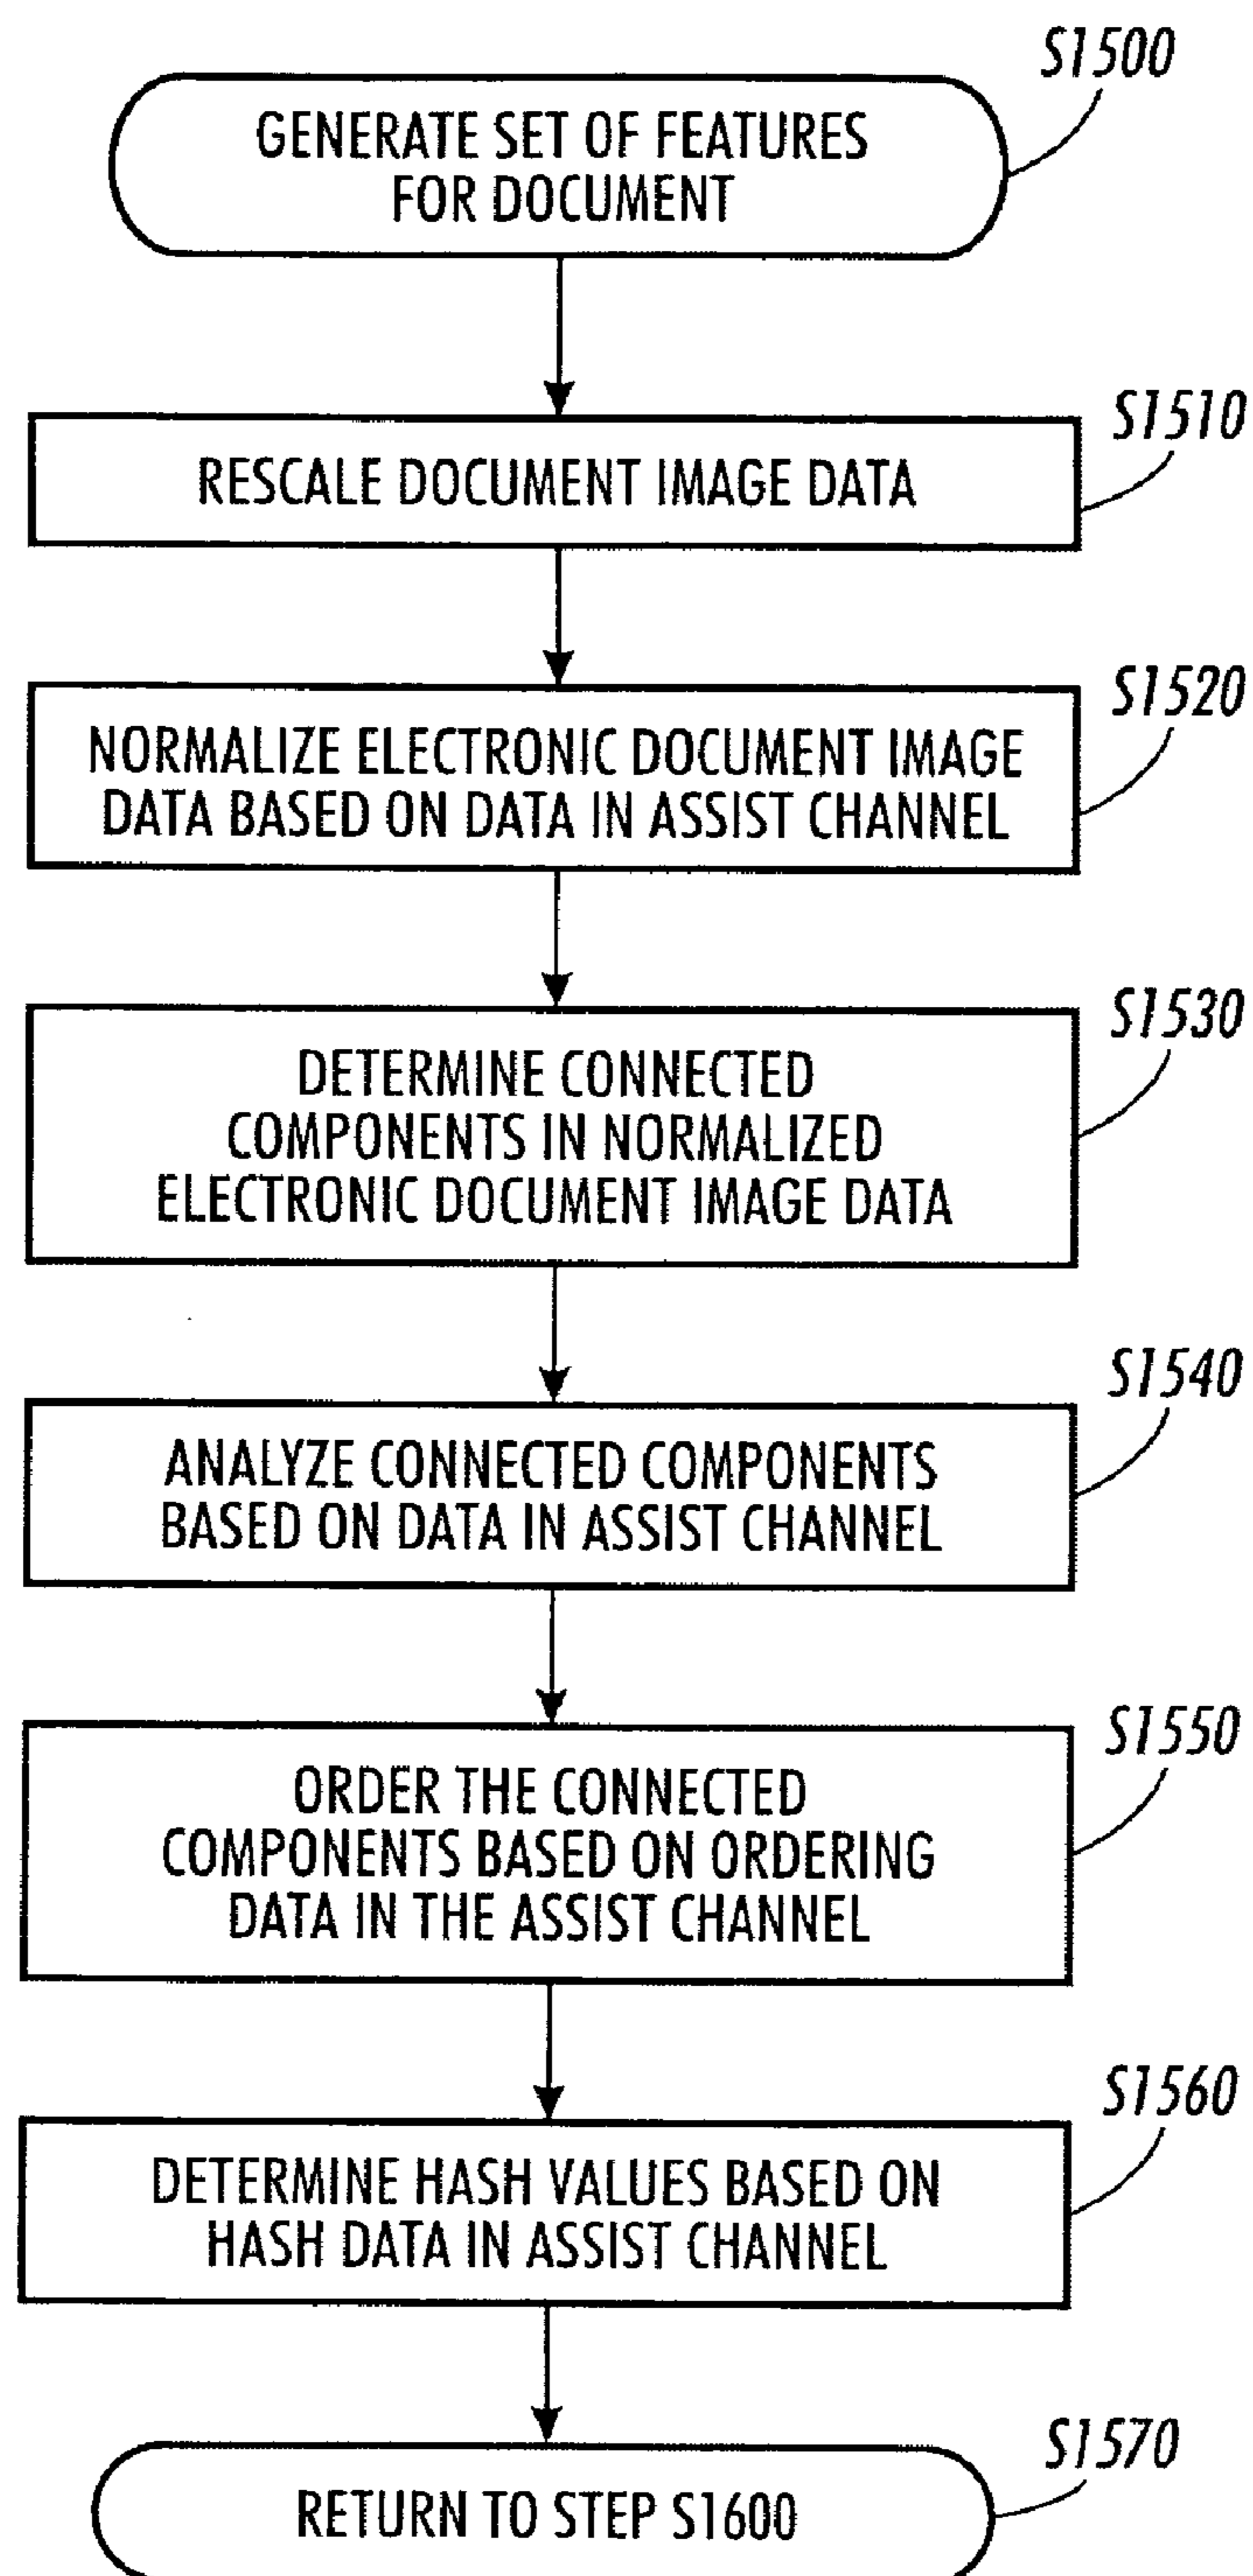 S1500
GENERATE SET OF FEATURES
FOR DOCUMENT
S1510
RESCALE DOCUMENT IMAGE DATA
S1520
NORMALIZE ELECTRONIC DOCUMENT IMAGE
DATA BASED ON DATA IN ASSIST CHANNEL
S1530
DETERMINE CONNECTED
COMPONENTS IN NORMALIZED
ELECTRONIC DOCUMENT IMAGE DATA
S1540
ANALYZE CONNECTED COMPONENTS
BASED ON DATA IN ASSIST CHANNEL
S1550
ORDER THE CONNECTED
COMPONENTS BASED ON ORDERING
DATA IN THE ASSIST CHANNEL
S1560
DETERMINE HASH VALUES BASED ON
HASH DATA IN ASSIST CHANNEL
S1570
RETURN TO STEP S1600